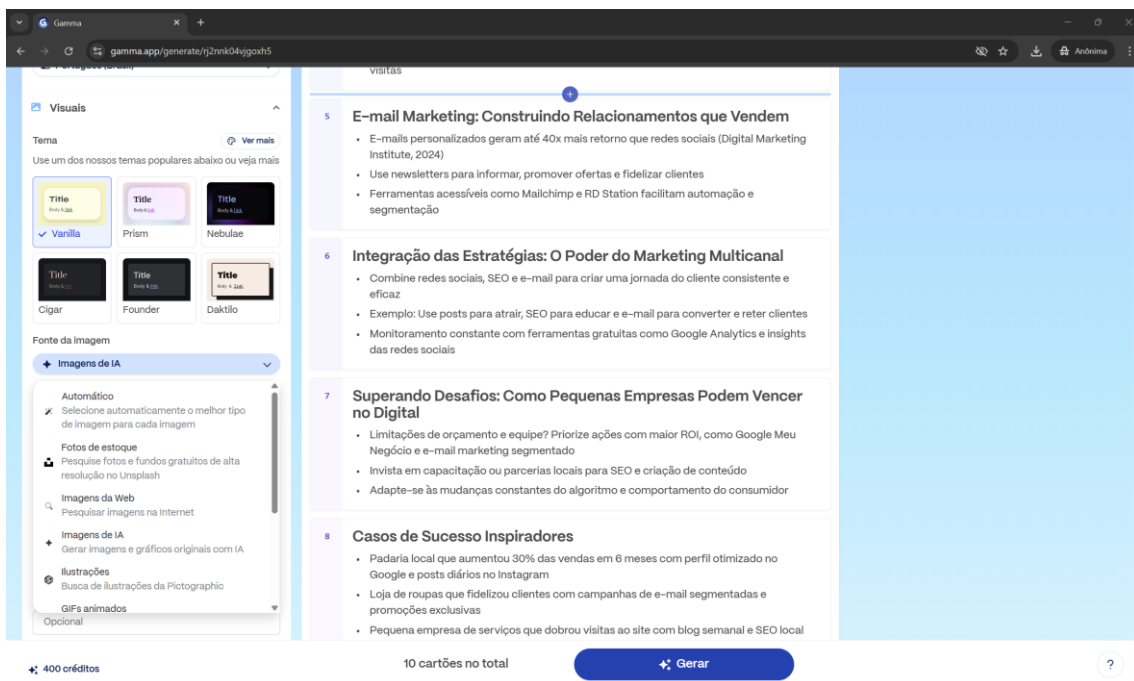 Gamma
gamma.app/generate/rj2nnk04vjgoxh5
Anônima
Português (Brasil)
Visuais
Tema
Ver mais
Use um dos nossos temas populares abaixo ou veja mais
Title
Body & link
Vanilla
Title
Body & link
Prism
Title
Body & link
Nebulae
Title
Body & link
Cigar
Title
Body & link
Founder
Title
Body & link
Daktilo
Fonte da imagem
Imagens de IA
Automático
Selecione automaticamente o melhor tipo
de imagem para cada imagem
Fotos de estoque
Pesquise fotos e fundos gratuitos de alta
resolução no Unsplash
Imagens da Web
Pesquisar imagens na Internet
Imagens de IA
Gerar imagens e gráficos originais com IA
Ilustrações
Busca de ilustrações da Pictographic
GIFs animados
Opcional
400 créditos
visitas
5
E-mail Marketing: Construindo Relacionamentos que Vendem
• E-mails personalizados geram até 40x mais retorno que redes sociais (Digital Marketing
Institute, 2024)
• Use newsletters para informar, promover ofertas e fidelizar clientes
• Ferramentas acessíveis como Mailchimp e RD Station facilitam automação e
segmentação
6
Integração das Estratégias: O Poder do Marketing Multicanal
• Combine redes sociais, SEO e e-mail para criar uma jornada do cliente consistente e
eficaz
• Exemplo: Use posts para atrair, SEO para educar e e-mail para converter e reter clientes
• Monitoramento constante com ferramentas gratuitas como Google Analytics e insights
das redes sociais
7
Superando Desafios: Como Pequenas Empresas Podem Vencer
no Digital
• Limitações de orçamento e equipe? Priorize ações com maior ROI, como Google Meu
Negócio e e-mail marketing segmentado
• Invista em capacitação ou parcerias locais para SEO e criação de conteúdo
• Adapte-se às mudanças constantes do algoritmo e comportamento do consumidor
8
Casos de Sucesso Inspiradores
• Padaria local que aumentou 30% das vendas em 6 meses com perfil otimizado no
Google e posts diários no Instagram
• Loja de roupas que fidelizou clientes com campanhas de e-mail segmentadas e
promoções exclusivas
• Pequena empresa de serviços que dobrou visitas ao site com blog semanal e SEO local
10 cartões no total
Gerar
?